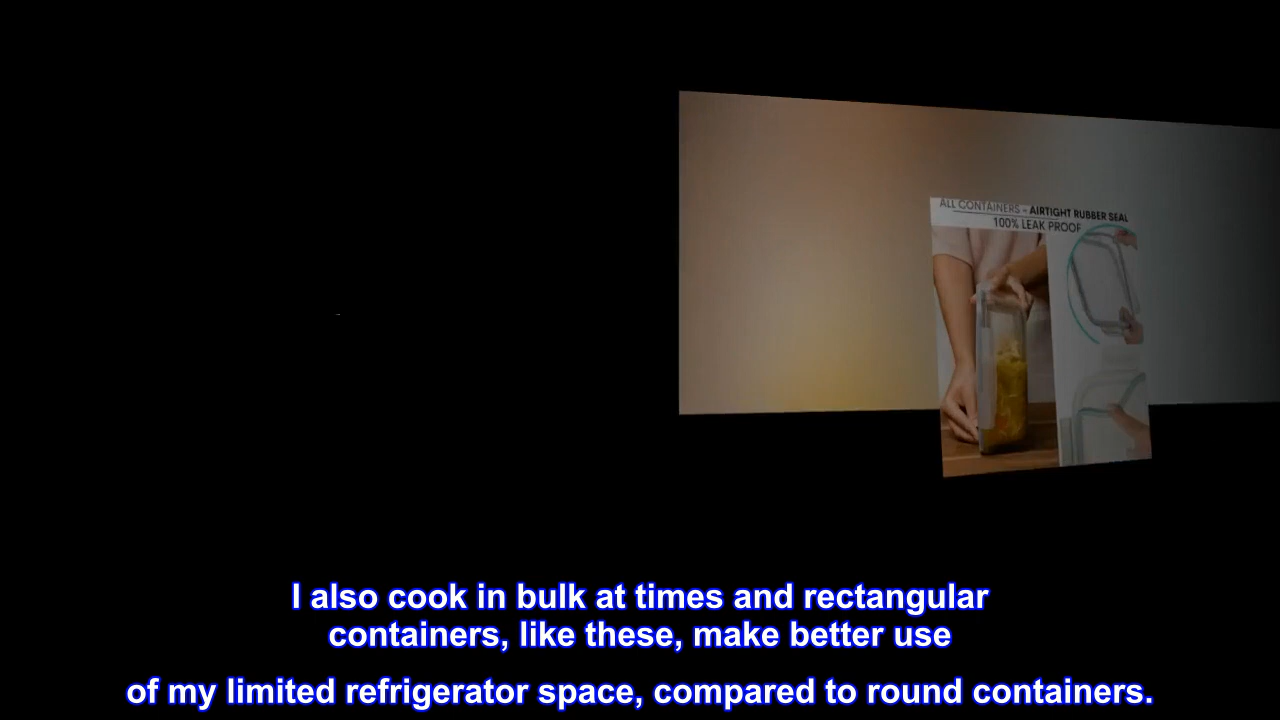 ALL CONTAINERS - AIRTIGHT RUBBER SEAL
100% LEAK PROOF
I also cook in bulk at times and rectangular
containers, like these, make better use
of my limited refrigerator space, compared to round containers.